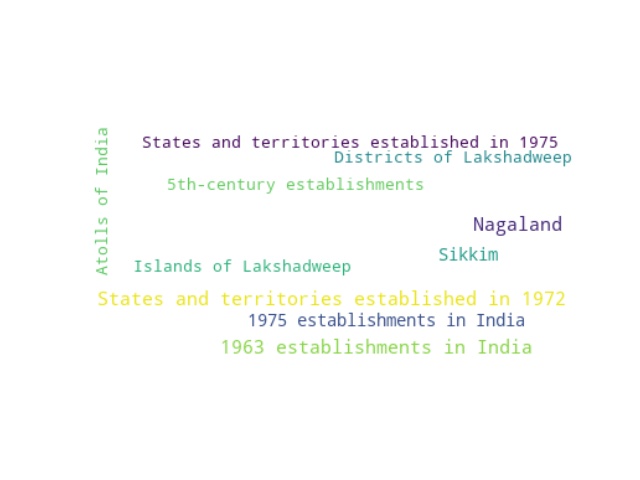 States and territories established in 1975
Districts of Lakshadweep
5th-century establishments
Atolls of India
Nagaland
Sikkim
Islands of Lakshadweep
States and territories established in 1972
1975 establishments in India
1963 establishments in India